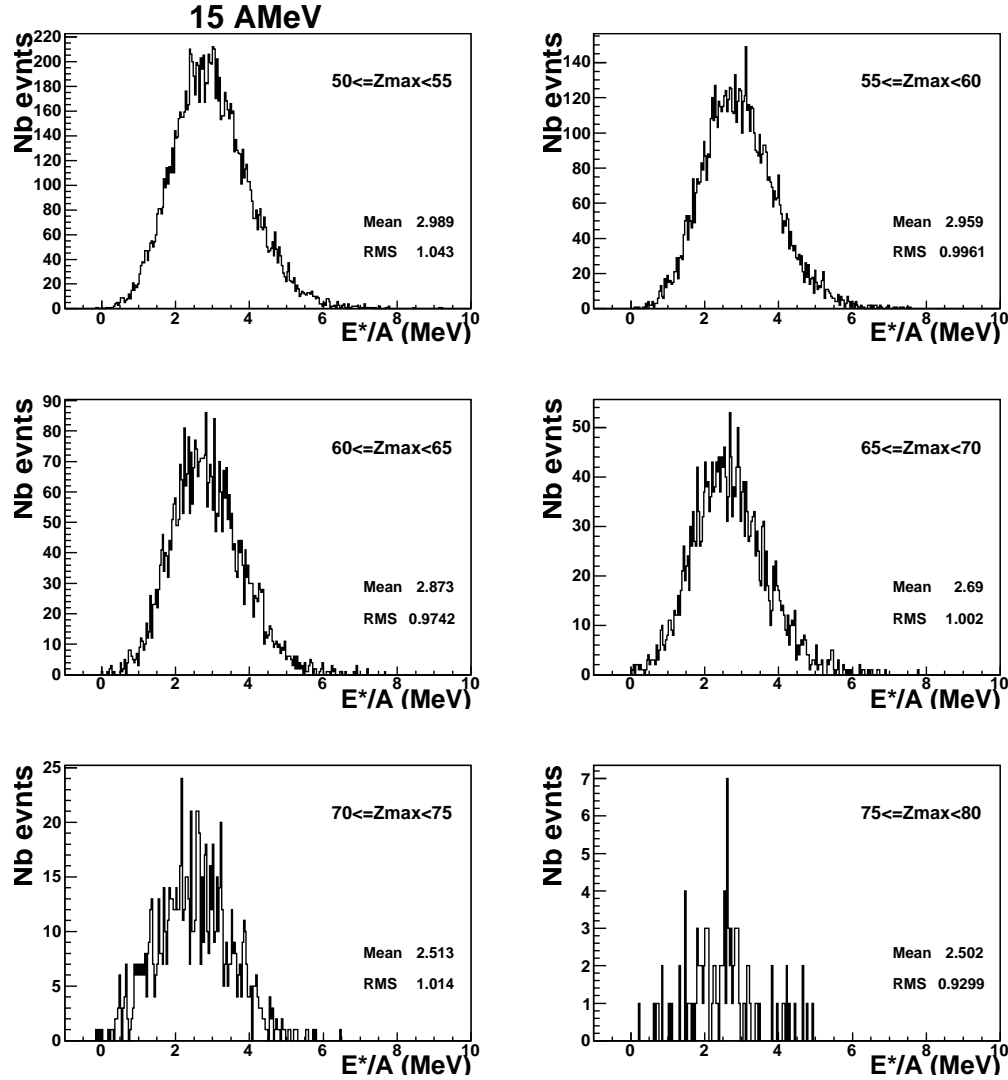 15 AMeV
Nb evnts
220
200
180
160
140
120
100
80
60
40
20
0
50<=Zmax<55
Mean 2.989
RMS 1.043
0 2 4 6 8 10
E*/A (MeV)
Nb evnts
140
120
100
80
60
40
20
0
55<=Zmax<60
Mean 2.959
RMS 0.9961
0 2 4 6 8 10
E*/A (MeV)
Nb evnts
90
80
70
60
50
40
30
20
10
0
60<=Zmax<65
Mean 2.873
RMS 0.9742
0 2 4 6 8 10
E*/A (MeV)
Nb evnts
50
40
30
20
10
0
65<=Zmax<70
Mean 2.69
RMS 1.002
0 2 4 6 8 10
E*/A (MeV)
Nb evnts
25
20
15
10
5
0
70<=Zmax<75
Mean 2.513
RMS 1.014
0 2 4 6 8 10
E*/A (MeV)
Nb evnts
7
6
5
4
3
2
1
0
75<=Zmax<80
Mean 2.502
RMS 0.9299
0 2 4 6 8 10
E*/A (MeV)